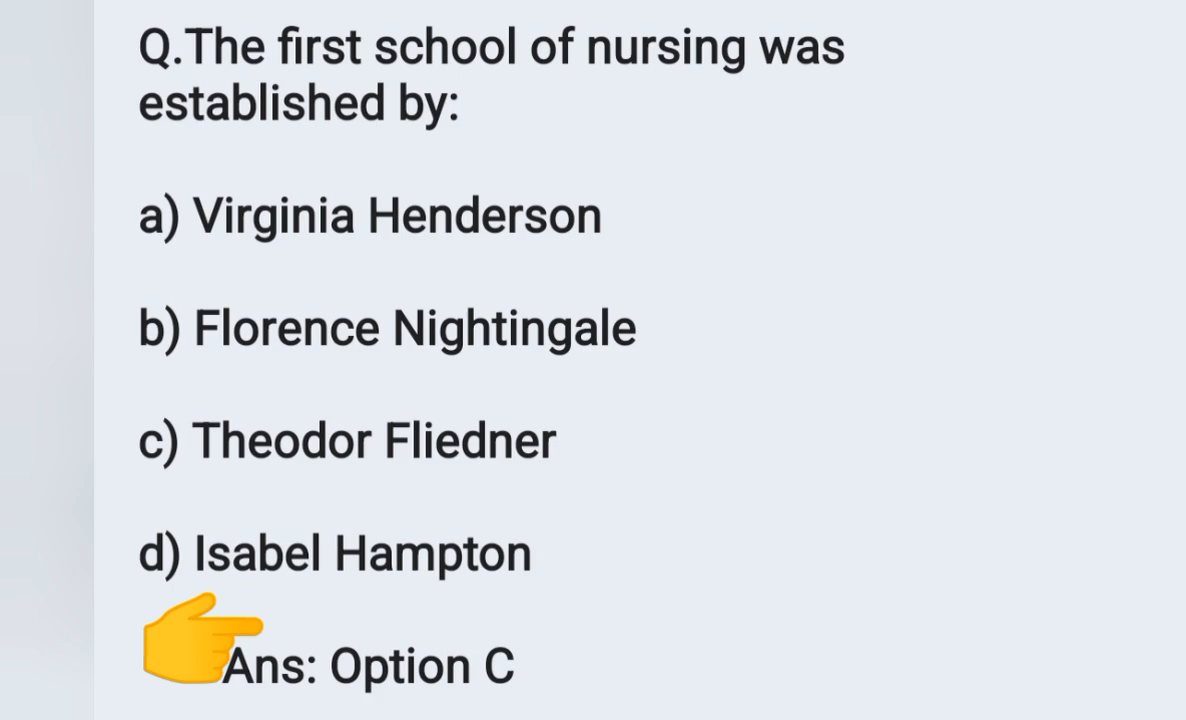 Q.The first school of nursing was
established by:
a) Virginia Henderson
b) Florence Nightingale
c) Theodor Fliedner
d) Isabel Hampton
Ans: Option C